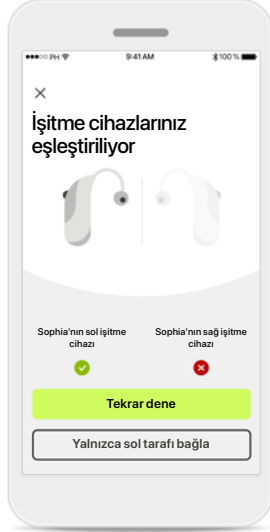 PH 9:41 AM 100 %
İşitme cihazlarınız
eşleştiriliyor
Sophia'nın sol işitme
cihazı
Sophia'nın sağ işitme
cihazı
Tekrar dene
Yalnızca sol tarafı bağla